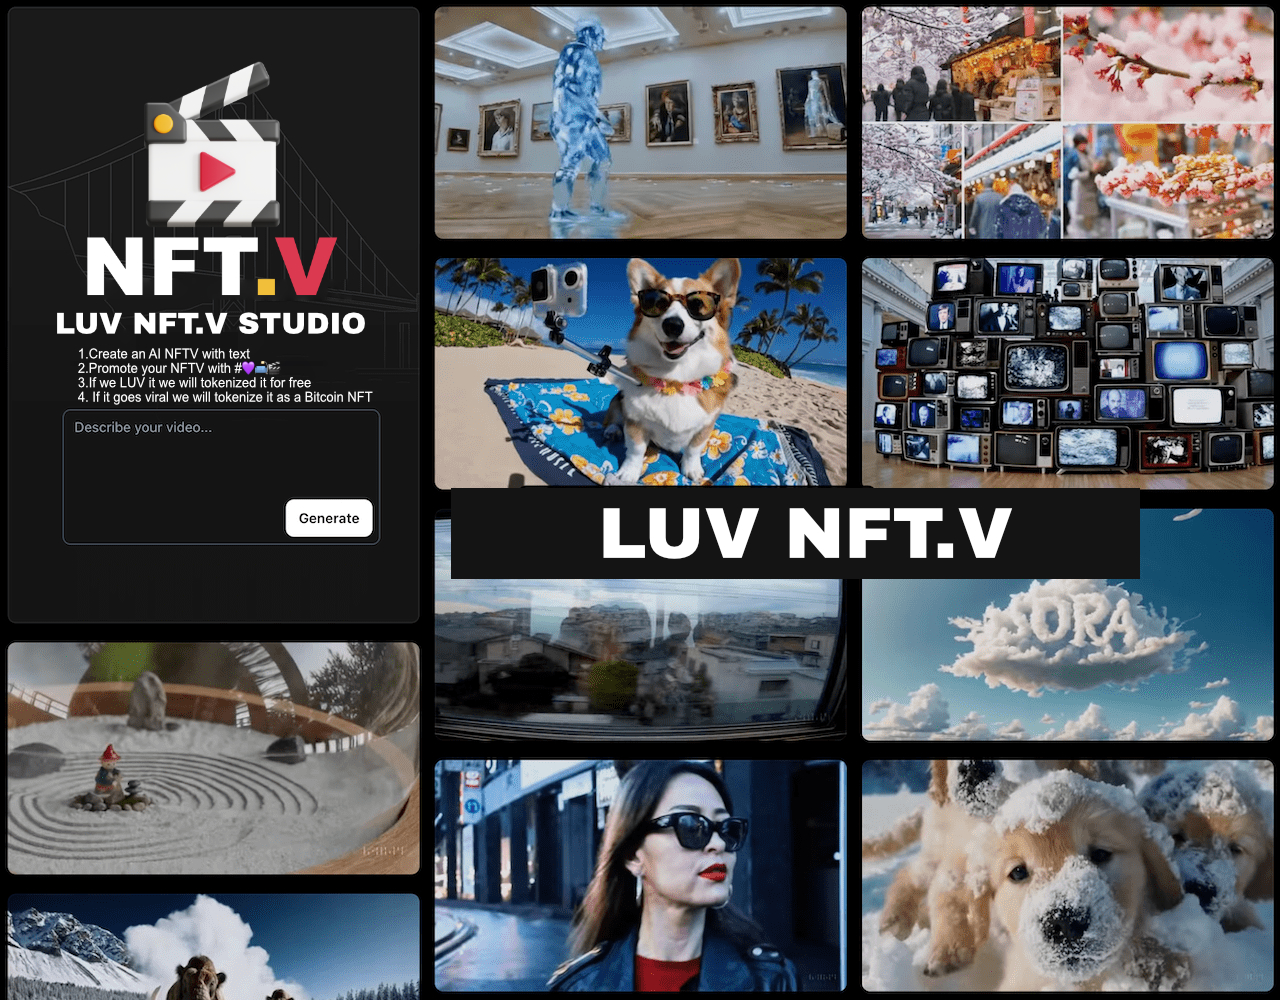 NFT.V
LUV NFT.V STUDIO
1.Create an AI NFTV with text
2.Promote your NFTV with #💜📺🎬
3.If we LUV it we will tokenized it for free
4. If it goes viral we will tokenize it as a Bitcoin NFT
Describe your video...
Generate
LUV NFT.V
SORA